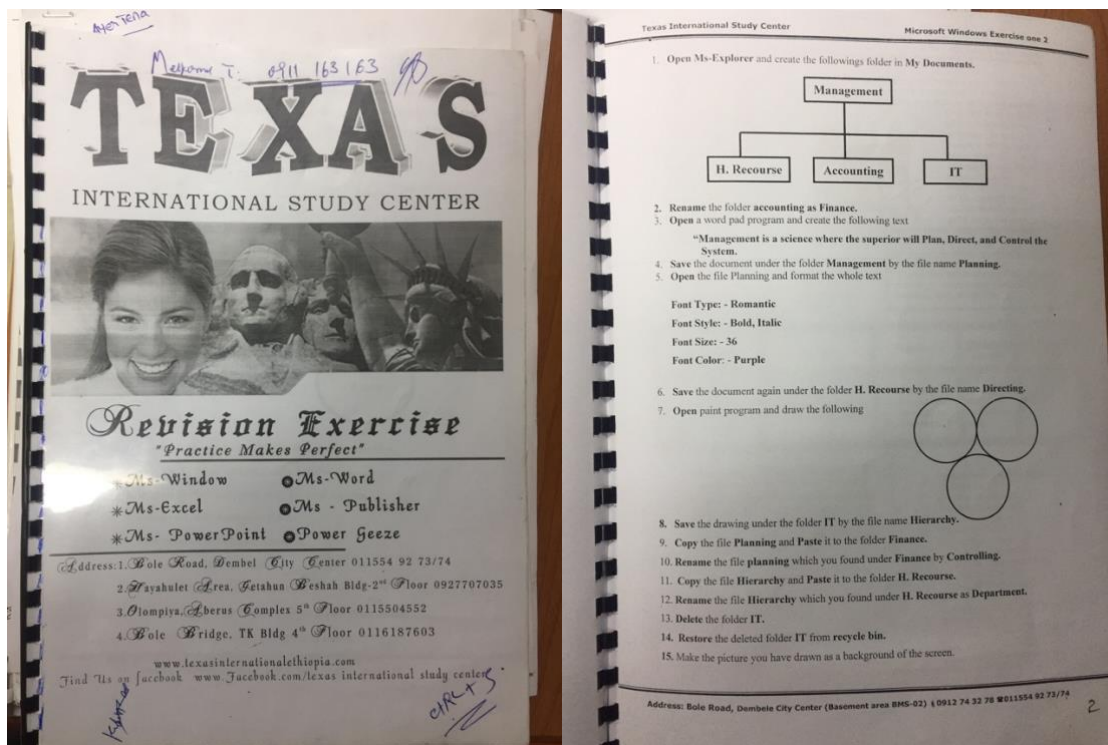 Melkame T. 0911 163163
TEXAS
INTERNATIONAL STUDY CENTER
Revision Exercise
"Practice Makes Perfect"
Ms-Window
Ms-Word
Ms-Excel
Ms - Publisher
Ms- PowerPoint
Power Geeze
Address:1.Bole Road, Dembel City Center 011554 92 73/74
2.Hayahulet Area, Getahun Beshah Bldg-2nd Floor 0927707035
3.Olompiya, Aberus Complex 5th Floor 0115504552
4.Bole Bridge, TK Bldg 4th Floor 0116187603
www.texasinternationalethiopia.com
Find Us on facebook www.Facebook.com/texas international study center
CTRL+S
Texas International Study Center
Microsoft Windows Exercise one 2
1. Open Ms-Explorer and create the followings folder in My Documents.
Management
H. Recourse
Accounting
IT
2. Rename the folder accounting as Finance.
3. Open a word pad program and create the following text
"Management is a science where the superior will Plan, Direct, and Control the
System.
4. Save the document under the folder Management by the file name Planning.
5. Open the file Planning and format the whole text
Font Type: - Romantic
Font Style: - Bold, Italic
Font Size: - 36
Font Color: - Purple
6. Save the document again under the folder H. Recourse by the file name Directing.
7. Open paint program and draw the following
8. Save the drawing under the folder IT by the file name Hierarchy.
9. Copy the file Planning and Paste it to the folder Finance.
10. Rename the file planning which you found under Finance by Controlling.
11. Copy the file Hierarchy and Paste it to the folder H. Recourse.
12. Rename the file Hierarchy which you found under H. Recourse as Department.
13. Delete the folder IT.
14. Restore the deleted folder IT from recycle bin.
15. Make the picture you have drawn as a background of the screen.
Address: Bole Road, Dembele City Center (Basement area BMS-02) 0912 74 32 76 011554 92 73/74
2